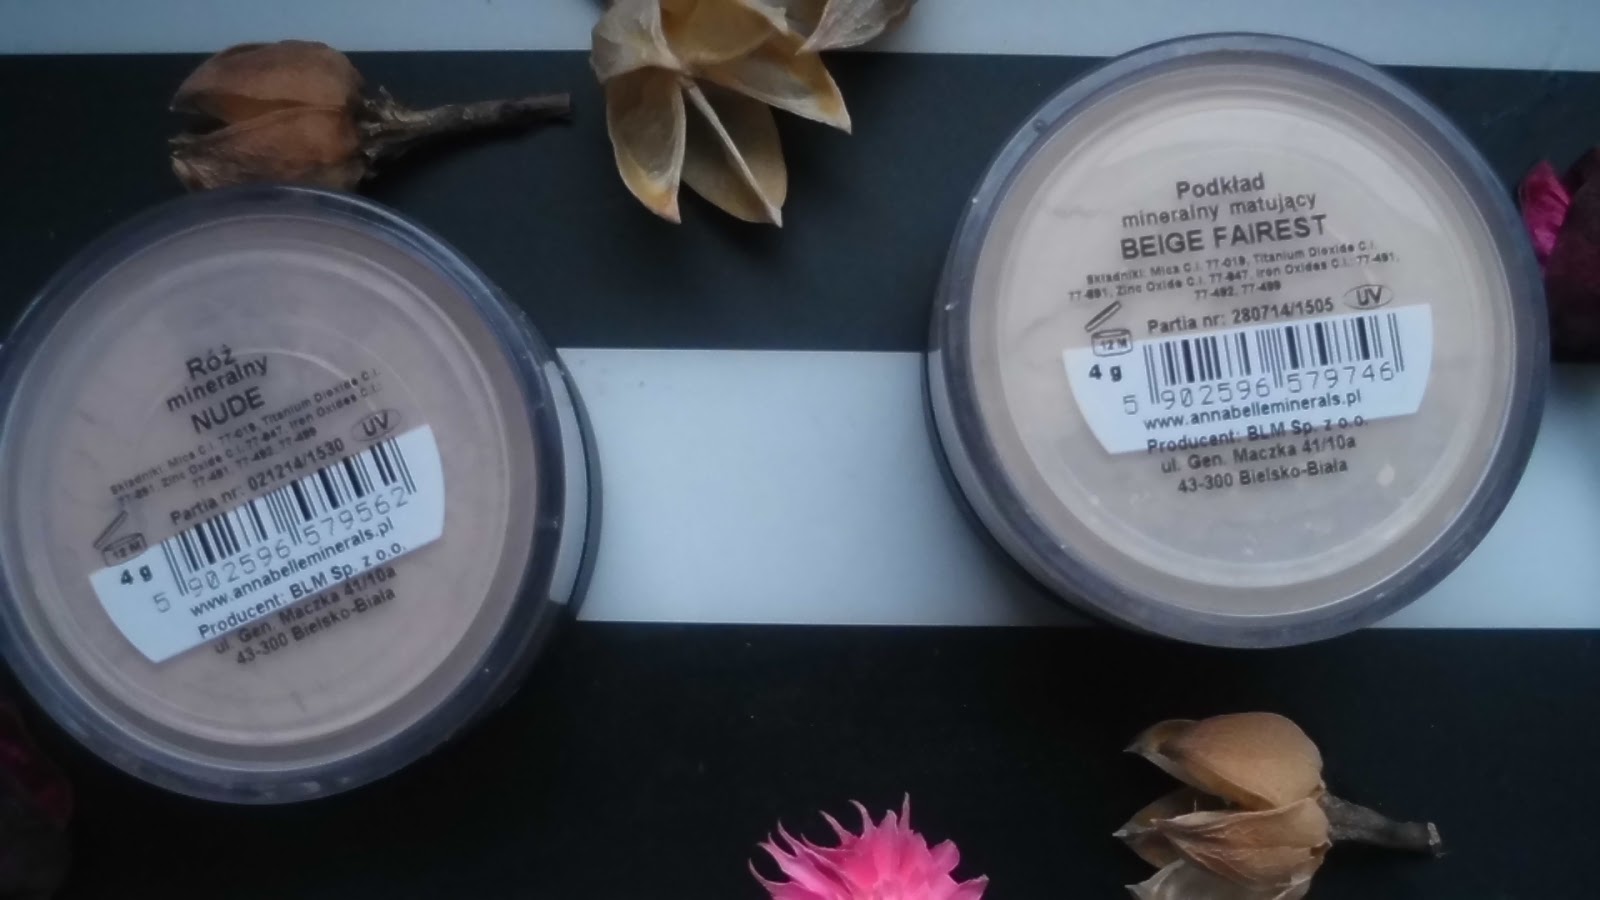 Róż
mineralny
NUDE
Składniki: Mica C.I. 77-019, Titanium Dioxide C.I.
77-891, Zinc Oxide C.I. 77-947, Iron Oxides C.I.:
77-491, 77-492, 77-499
Partia nr: 021214/1530 UV
12 M
4 g
5 902596 579562
www.annabelleminerals.pl
Producent: BLM Sp. z o.o.
ul. Gen. Maczka 41/10a
43-300 Bielsko-Biała
Podkład
mineralny matujący
BEIGE FAIREST
Składniki: Mica C.I. 77-019, Titanium Dioxide C.I.
77-891, Zinc Oxide C.I. 77-947, Iron Oxides C.I.: 77-491,
77-492, 77-499
Partia nr: 280714/1505 UV
12 M
4 g
5 902596 579746
www.annabelleminerals.pl
Producent: BLM Sp. z o.o.
ul. Gen. Maczka 41/10a
43-300 Bielsko-Biała